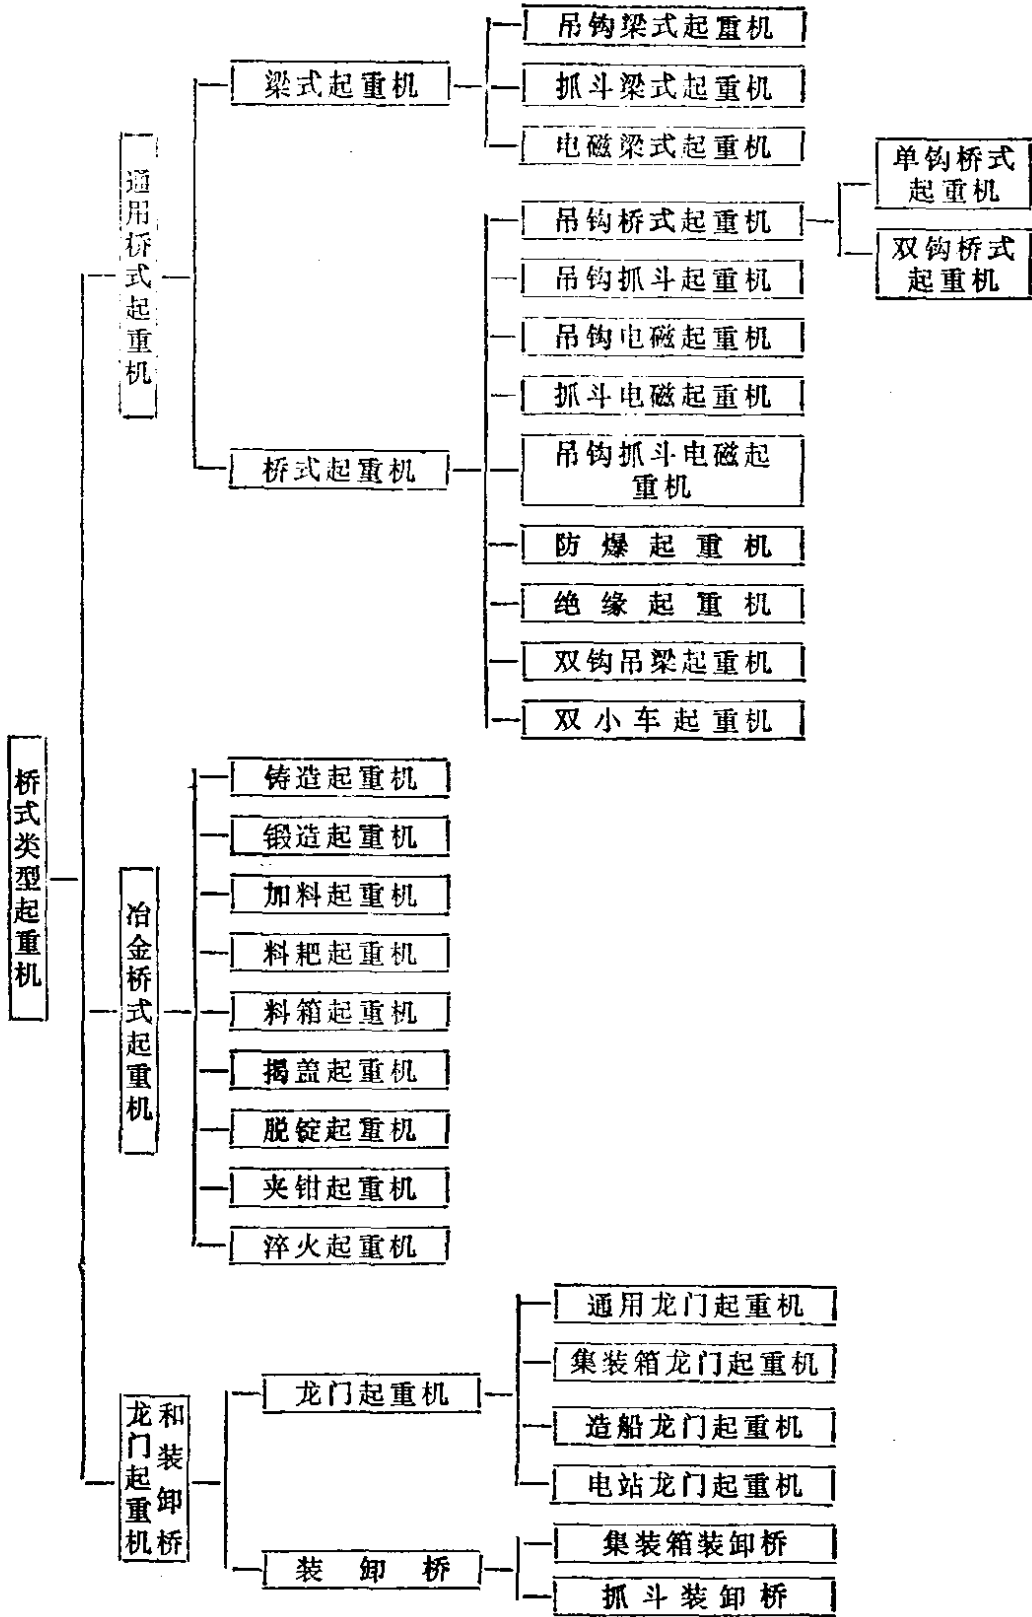 桥式类型起重机
通用桥式起重机
梁式起重机
吊钩梁式起重机
抓斗梁式起重机
电磁梁式起重机
桥式起重机
吊钩桥式起重机
单钩桥式
起重机
双钩桥式
起重机
吊钩抓斗起重机
吊钩电磁起重机
抓斗电磁起重机
吊钩抓斗电磁起
重机
防爆起重机
绝缘起重机
双钩吊梁起重机
双小车起重机
冶金桥式起重机
铸造起重机
锻造起重机
加料起重机
料耙起重机
料箱起重机
揭盖起重机
脱锭起重机
夹钳起重机
淬火起重机
龙门起重机
和装卸桥
龙门起重机
通用龙门起重机
集装箱龙门起重机
造船龙门起重机
电站龙门起重机
装卸桥
集装箱装卸桥
抓斗装卸桥